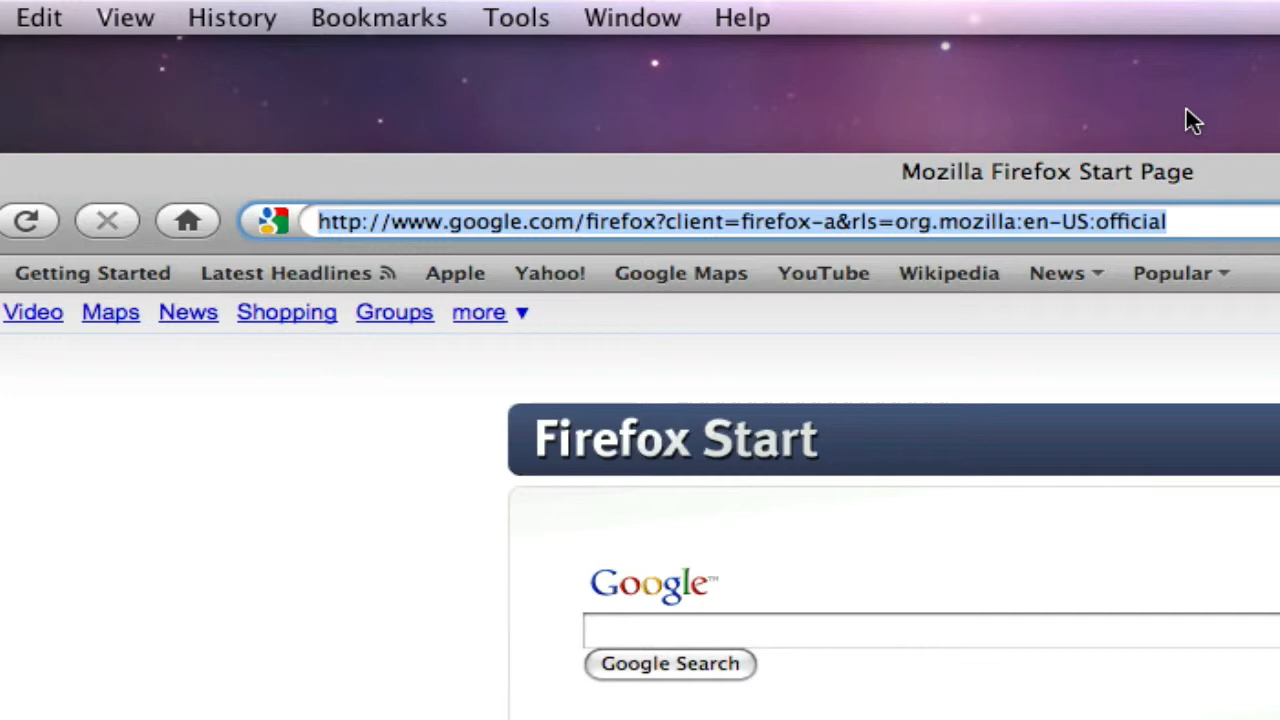 Edit View History Bookmarks Tools Window Help
Mozilla Firefox Start Page
http://www.google.com/firefox?client=firefox-a&rls=org.mozilla:en-US:official
Getting Started Latest Headlines Apple Yahoo! Google Maps YouTube Wikipedia News Popular
Video Maps News Shopping Groups more ▼
Firefox Start
Google™
Google Search